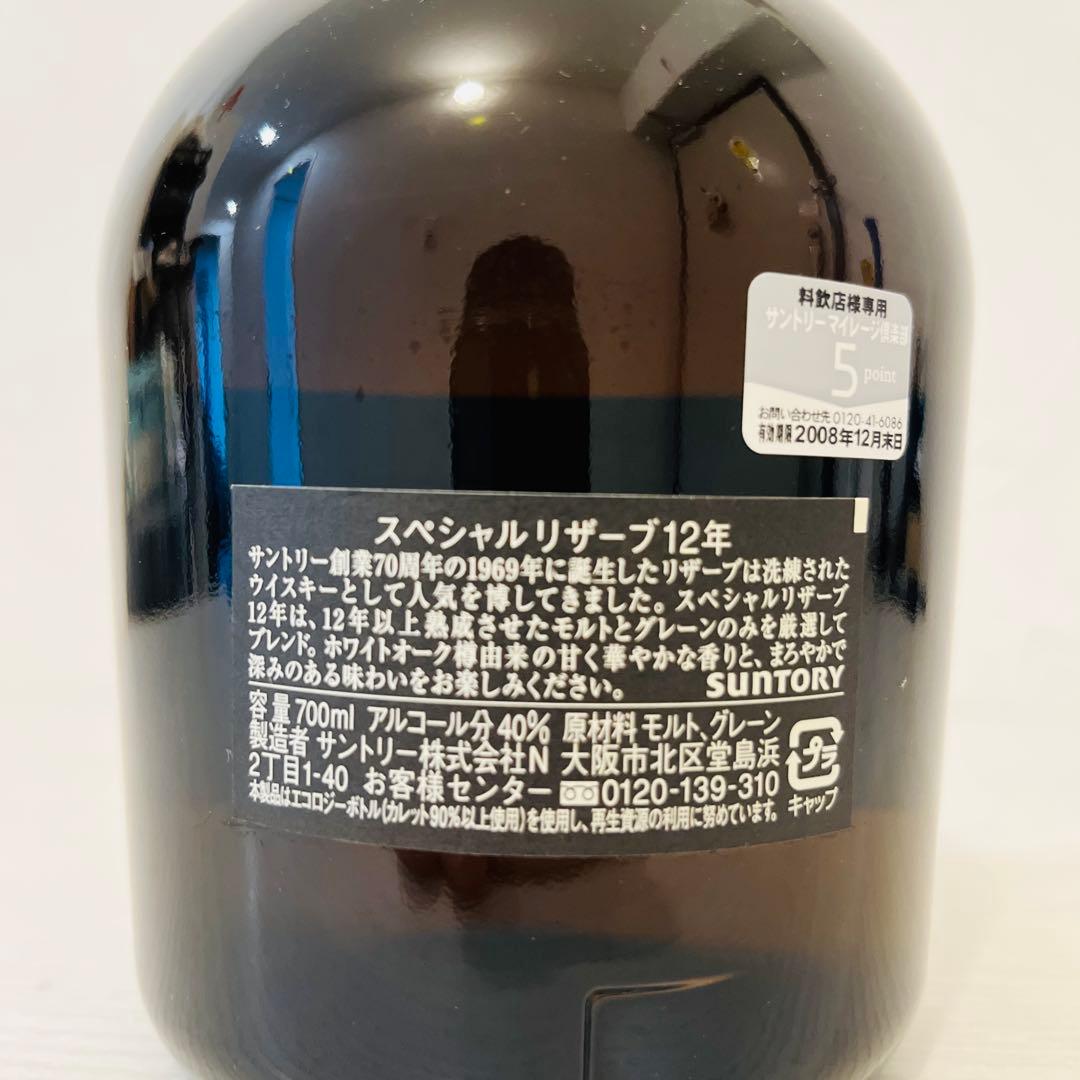 料飲店様専用
サントリーマイレージ倶楽部
5 point
お問い合わせ先 0120-41-6086
有効期限 2008年12月末日
スペシャルリザーブ12年
サントリー創業70周年の1969年に誕生したリザーブは洗練された
ウイスキーとして人気を博してきました。スペシャルリザーブ
12年は、12年以上熟成させたモルトとグレーンのみを厳選して
ブレンド。ホワイトオーク樽由来の甘く華やかな香りと、まろやかで
深みのある味わいをお楽しみください。 SUNTORY
容量 700ml アルコール分 40% 原材料 モルト、グレーン
製造者 サントリー株式会社N 大阪市北区堂島浜
2丁目1-40 お客様センター 0120-139-310
本製品はエコロジーボトル(カレット90%以上使用)を使用し、再生資源の利用に努めています。
プラ
キャップ